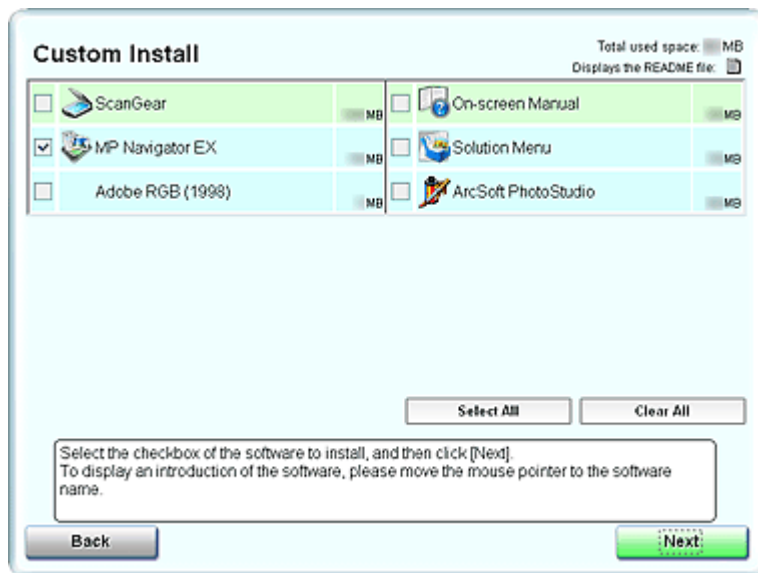 Custom Install
Total used space: MB
Displays the README file:
ScanGear MB
On-screen Manual MB
MP Navigator EX MB
Solution Menu MB
Adobe RGB (1998) MB
ArcSoft PhotoStudio MB
Select All
Clear All
Select the checkbox of the software to install, and then click [Next].
To display an introduction of the software, please move the mouse pointer to the software
name.
Back
Next